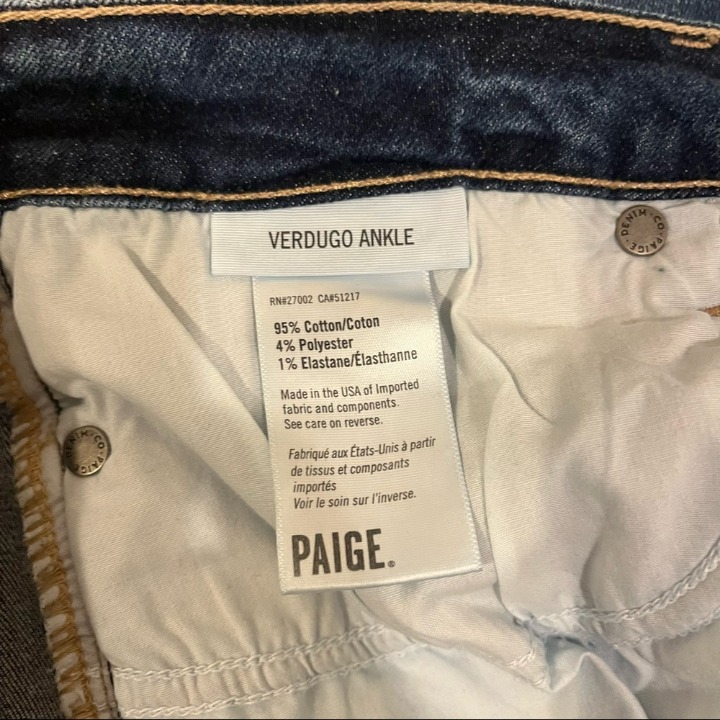 VERDUGO ANKLE
DENIM·CO·PAIGE·
RN#27002 CA#51217
95% Cotton/Coton
4% Polyester
1% Elastane/Élasthanne
Made in the USA of Imported
fabric and components.
See care on reverse.
Fabriqué aux États-Unis à partir
de tissus et composants
importés
Voir le soin sur l'inverse.
PAIGE®
DENIM·CO·PAIGE